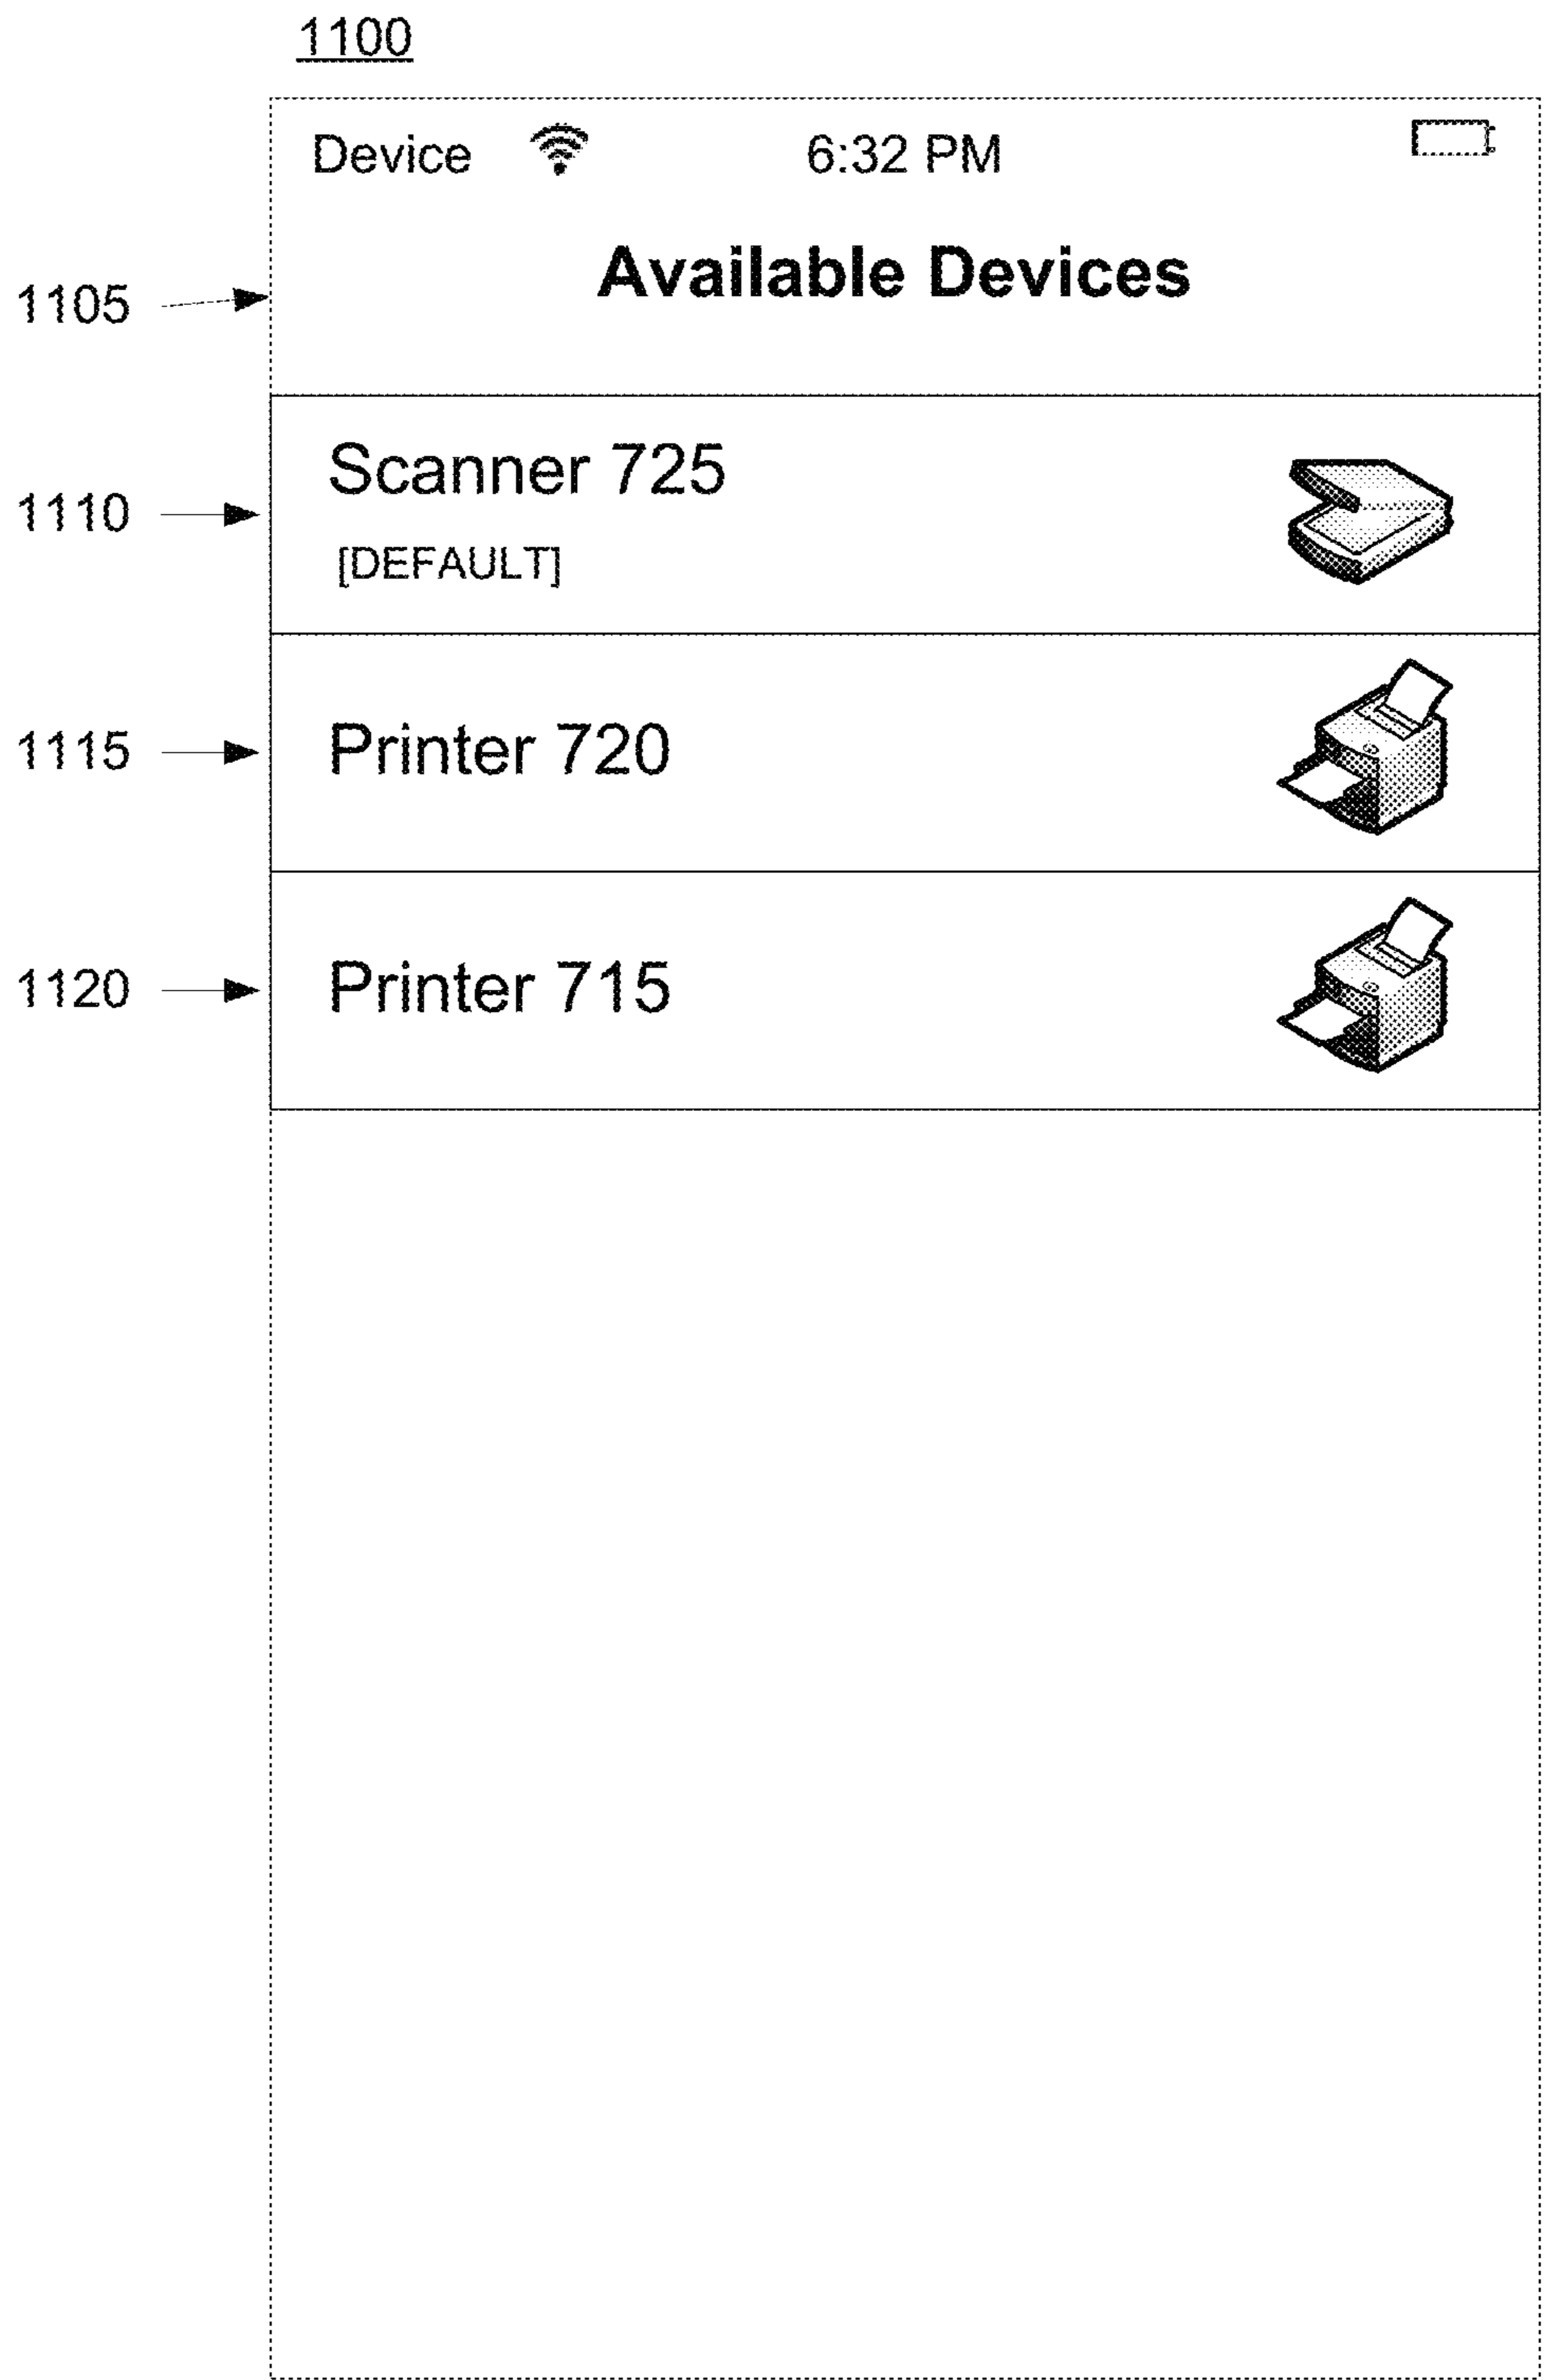 1100
Device 6:32 PM
Available Devices
1105
Scanner 725
1110
[DEFAULT]
1115 Printer 720
1120 Printer 715